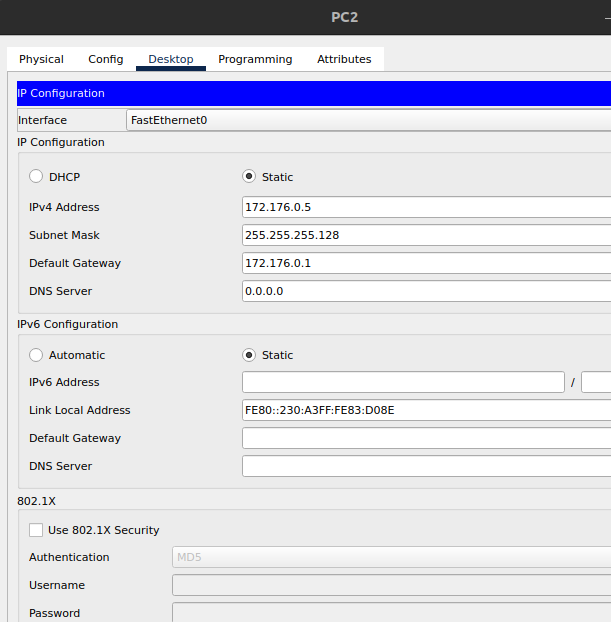 PC2
Physical Config Desktop Programming Attributes
IP Configuration
Interface FastEthernet0
IP Configuration
DHCP Static
IPv4 Address 172.176.0.5
Subnet Mask 255.255.255.128
Default Gateway 172.176.0.1
DNS Server 0.0.0.0
IPv6 Configuration
Automatic Static
IPv6 Address /
Link Local Address FE80::230:A3FF:FE83:D08E
Default Gateway
DNS Server
802.1X
Use 802.1X Security
Authentication MD5
Username
Password